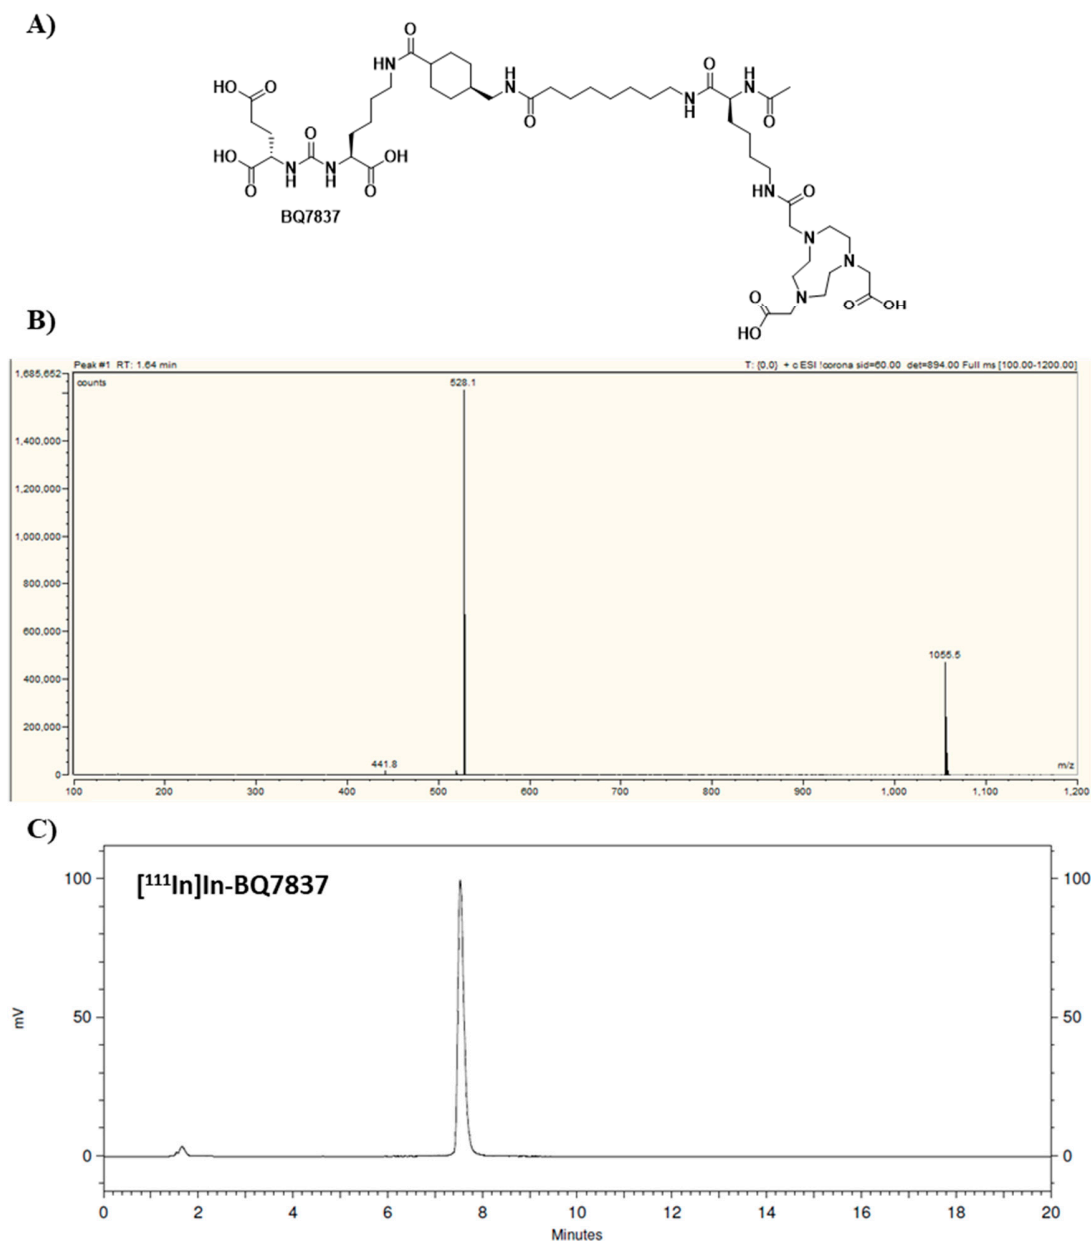 A)
O
HN
H
N
O
H
N
O
H
N
O
O
N
H
HO
O
HO
O
N
H
O
N
H
OH
O
HN
O
N
N
N
O
HO
O
OH
BQ7837
B)
Peak #1 RT: 1.64 min T: {0,0} + c ESI !corona sid=60.00 det=894.00 Full ms [100.00-1200.00]
counts
528.1
1,400,000
1,200,000
1,000,000
800,000
600,000
1055.5
400,000
200,000
441.8
m/z
0
100 200 300 400 500 600 700 800 900 1,000 1,100 1,200
C)
[¹¹¹In]In-BQ7837
100 100
50 50
mV
0 0
0 2 4 6 8 10 12 14 16 18 20
Minutes